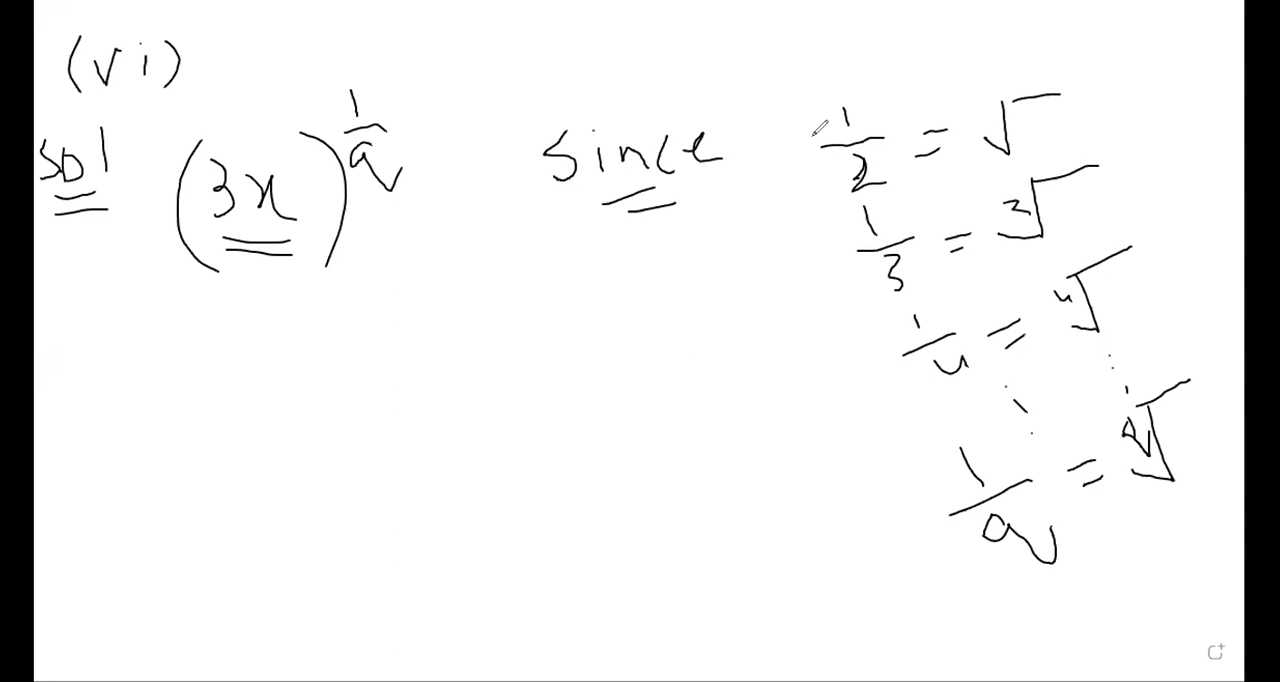 (vi)
sol (3x)^(1/q) since 1/2 = √
1/3 = ³√
1/4 = ⁴√
1/q = q√